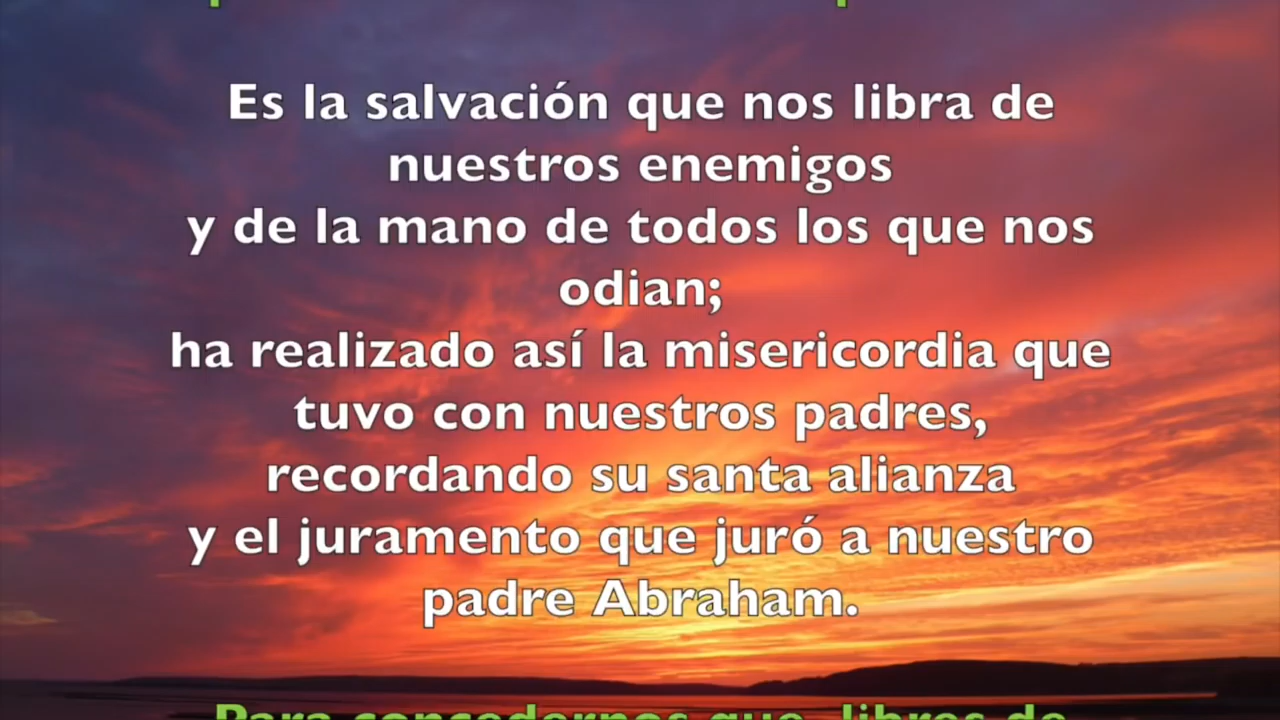 Es la salvación que nos libra de
nuestros enemigos
y de la mano de todos los que nos
odian;
ha realizado así la misericordia que
tuvo con nuestros padres,
recordando su santa alianza
y el juramento que juró a nuestro
padre Abraham.
Para concedernos que, libres de